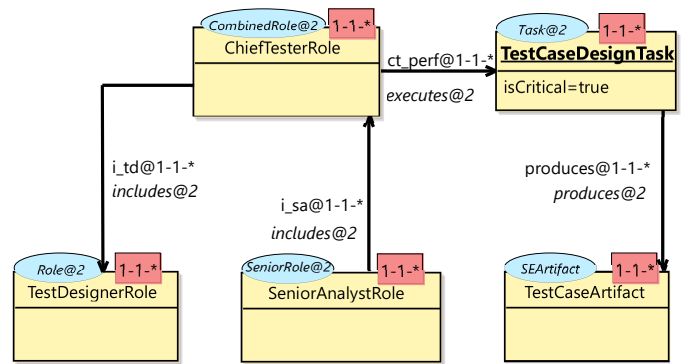 CombinedRole@2
1-1-*
ChiefTesterRole
Task@2
1-1-*
TestCaseDesignTask
isCritical=true
ct_perf@1-1-*
executes@2
i_td@1-1-*
includes@2
i_sa@1-1-*
includes@2
produces@1-1-*
produces@2
Role@2
1-1-*
TestDesignerRole
SeniorRole@2
1-1-*
SeniorAnalystRole
SEArtifact
1-1-*
TestCaseArtifact